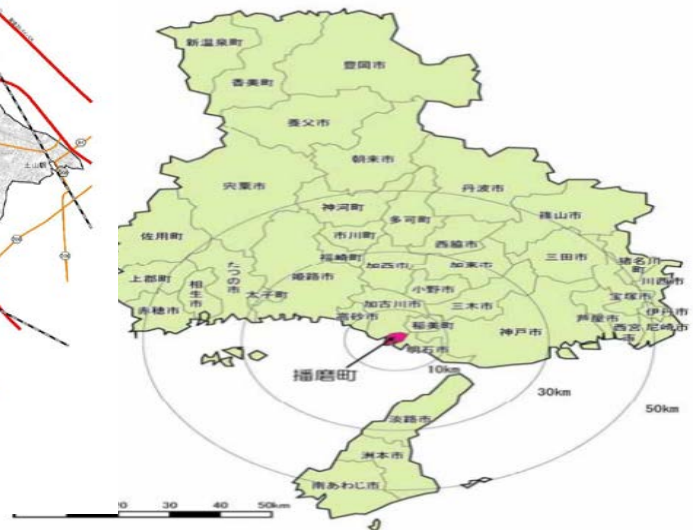 新温泉町
豊岡市
香美町
養父市
朝来市
宍粟市
丹波市
神河町
篠山市
多可町
佐用町
市川町
西脇市
猪名川町
福崎町
加西市
加東市
三田市
上郡町
相生市
たつの市
姫路市
川西市
太子町
小野市
宝塚市
赤穂市
加古川市
三木市
伊丹市
高砂市
稲美町
神戸市
芦屋市
西宮市
尼崎市
明石市
播磨町
10km
30km
50km
淡路市
洲本市
南あわじ市
20 30 40 50km
土山駅